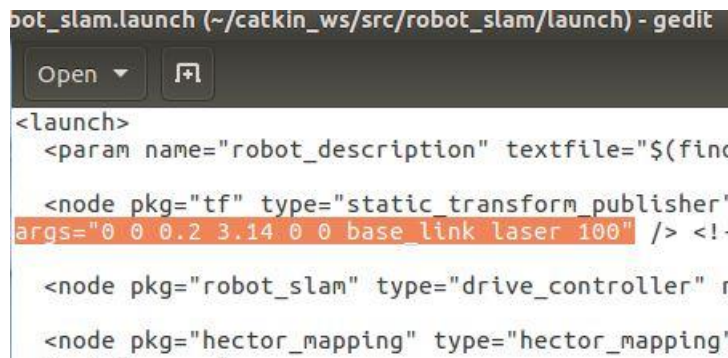 bot_slam.launch (~/catkin_ws/src/robot_slam/launch) - gedit
Open
<launch>
<param name="robot_description" textfile="$(find
<node pkg="tf" type="static_transform_publisher"
args="0 0 0.2 3.14 0 0 base_link laser 100" /> <!-
<node pkg="robot_slam" type="drive_controller"
<node pkg="hector_mapping" type="hector_mapping"